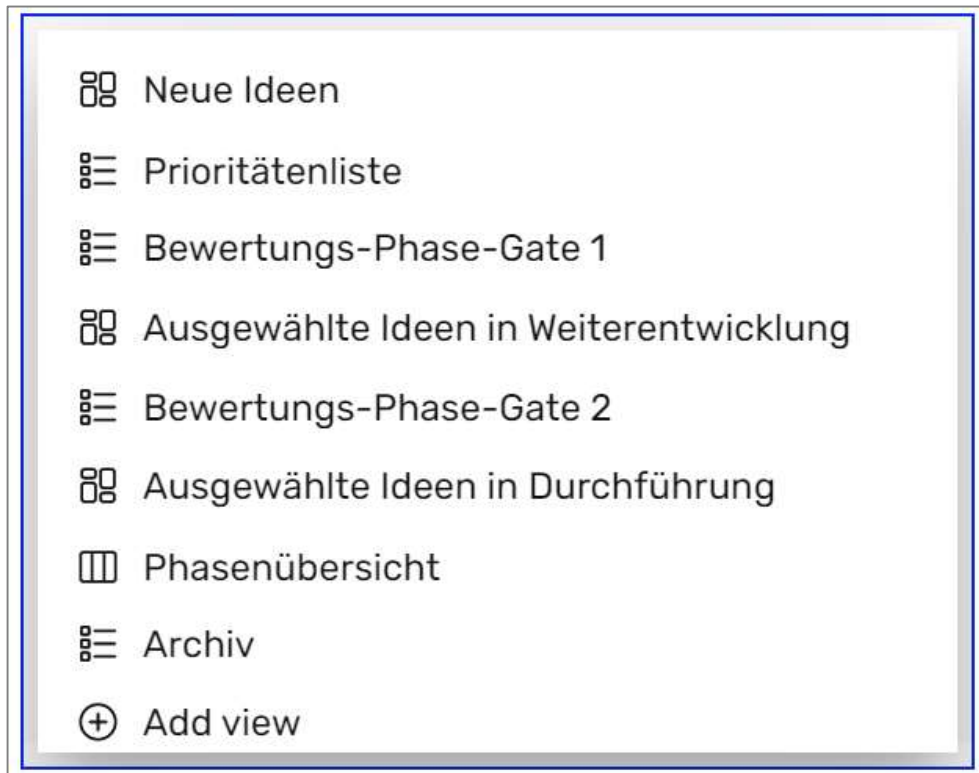 Neue Ideen
Prioritätenliste
Bewertungs-Phase-Gate 1
Ausgewählte Ideen in Weiterentwicklung
Bewertungs-Phase-Gate 2
Ausgewählte Ideen in Durchführung
Phasenübersicht
Archiv
Add view